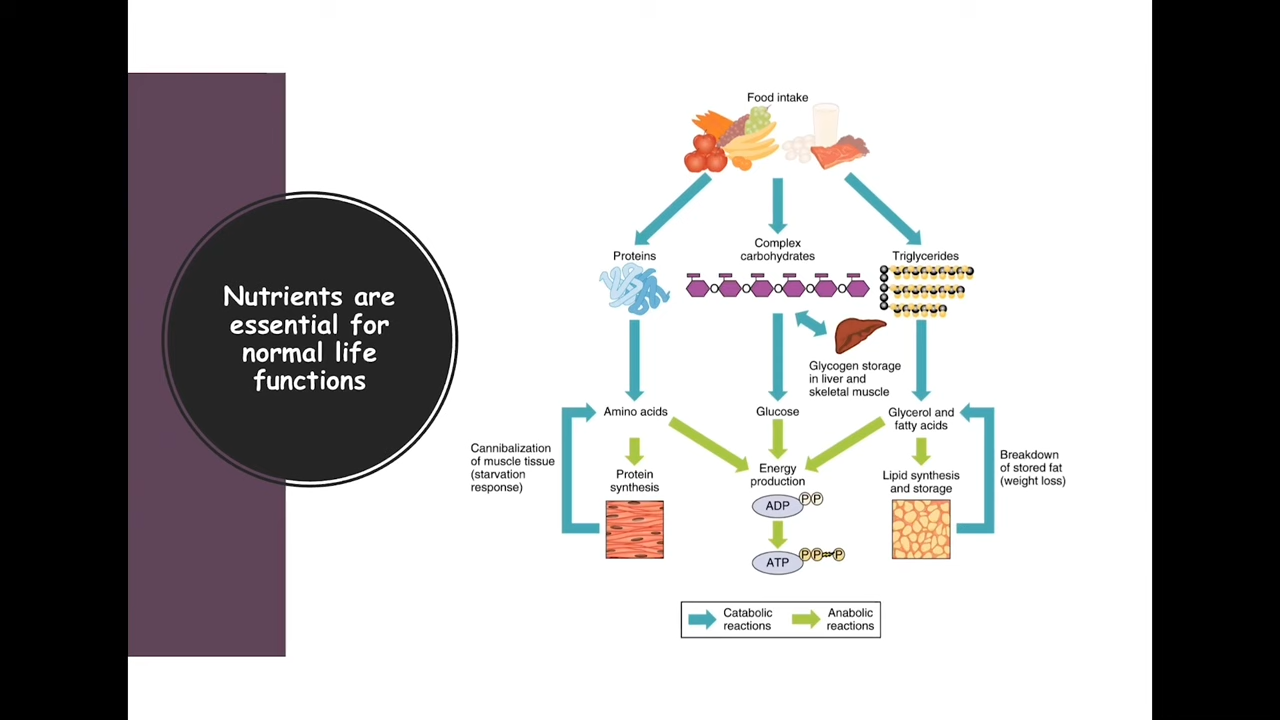 Nutrients are
essential for
normal life
functions
Food intake
Proteins
Complex
carbohydrates
Triglycerides
Glycogen storage
in liver and
skeletal muscle
Amino acids
Glucose
Glycerol and
fatty acids
Cannibalization
of muscle tissue
(starvation
response)
Protein
synthesis
Energy
production
Lipid synthesis
and storage
Breakdown
of stored fat
(weight loss)
ADP P P
ATP P P P
Catabolic
reactions
Anabolic
reactions